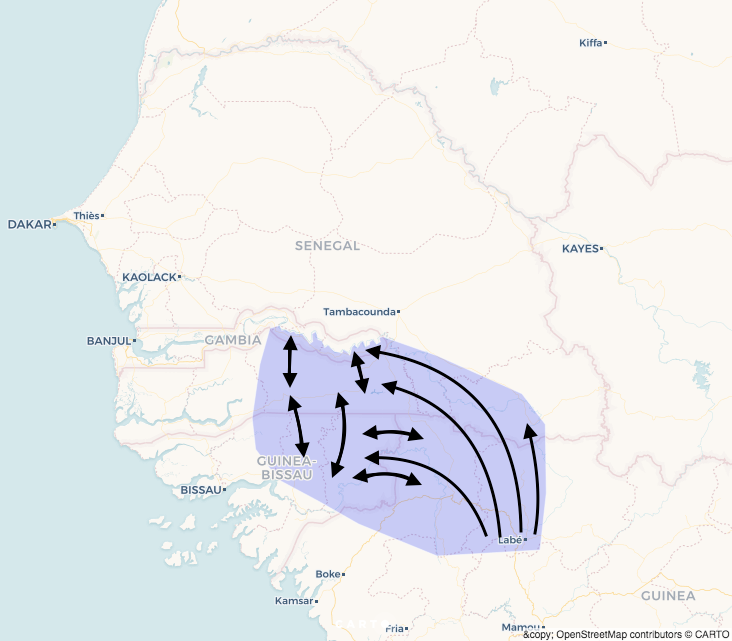 Kiffa
DAKAR
Thiès
SENEGAL
KAYES
KAOLACK
Tambacounda
BANJUL
GAMBIA
GUINEA-
BISSAU
BISSAU
Labé
Boke
Kamsar
GUINEA
CARTO
Fria
Mamou
&copy; OpenStreetMap contributors © CARTO